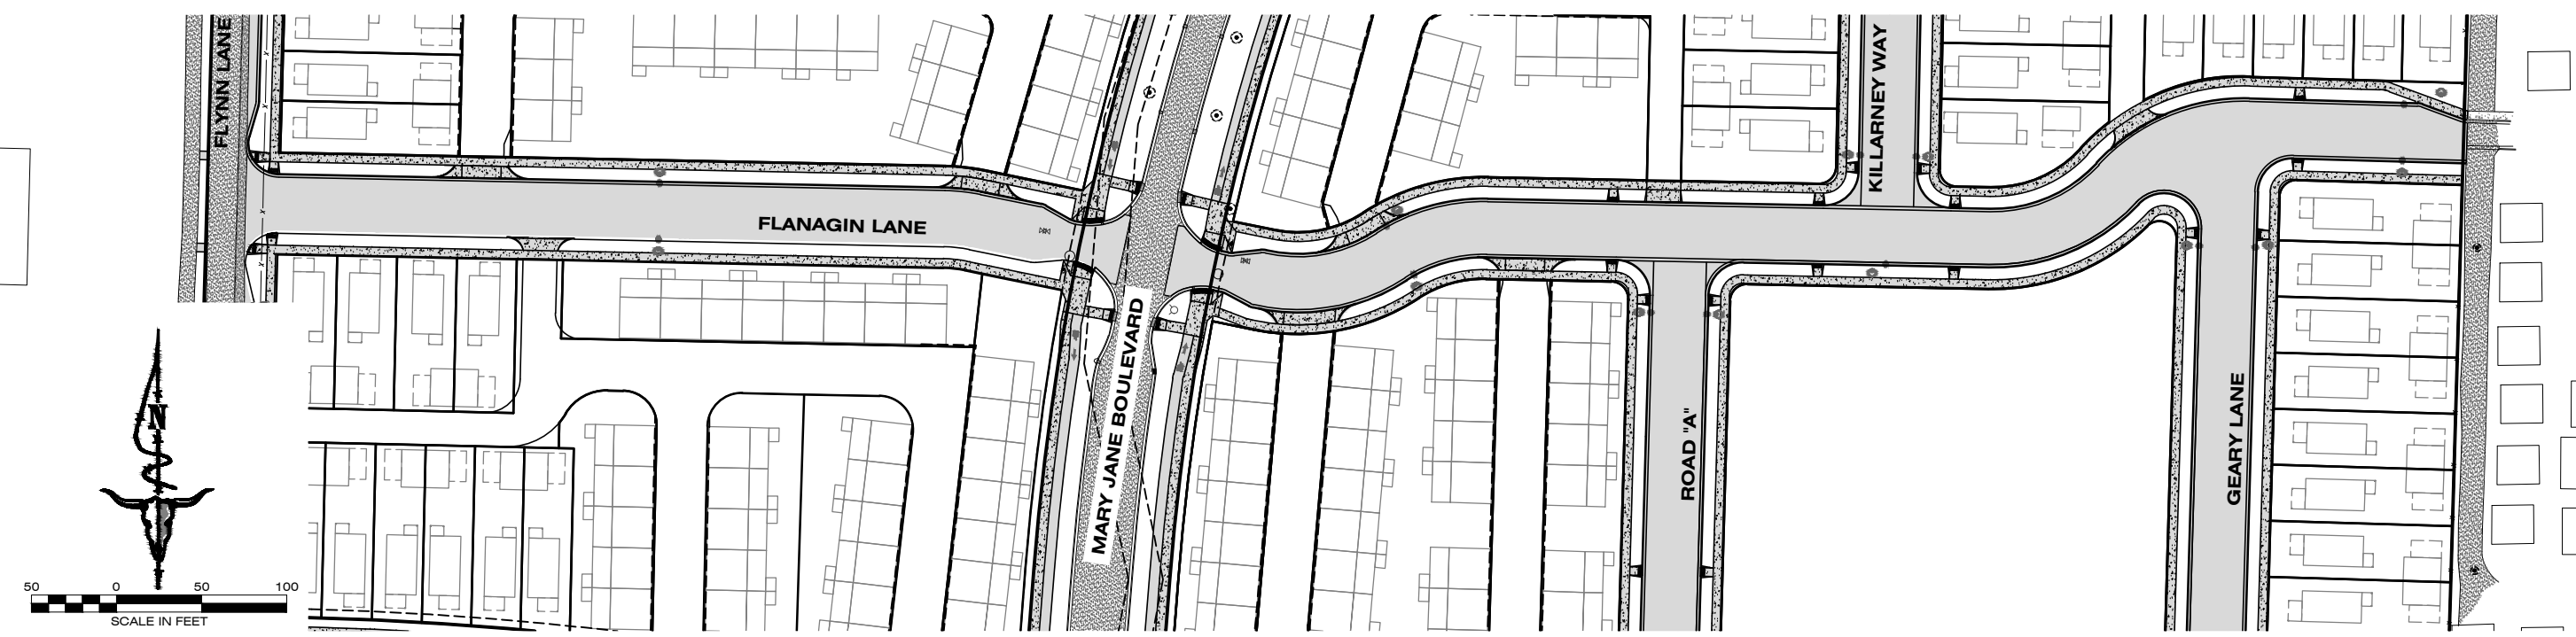 FLYNN LANE
KILLARNEY WAY
FLANAGIN LANE
MARY JANE BOULEVARD
ROAD "A"
GEARY LANE
N
50 0 50 100
SCALE IN FEET